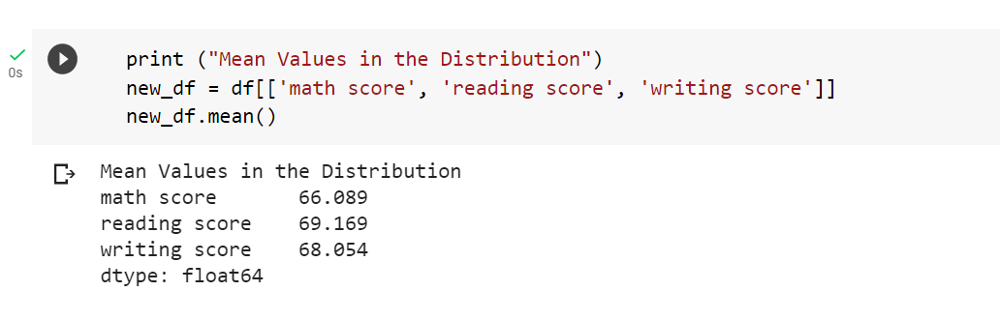 print ("Mean Values in the Distribution")
0s
new_df = df[['math score', 'reading score', 'writing score']]
new_df.mean()
Mean Values in the Distribution
math score 66.089
reading score 69.169
writing score 68.054
dtype: float64